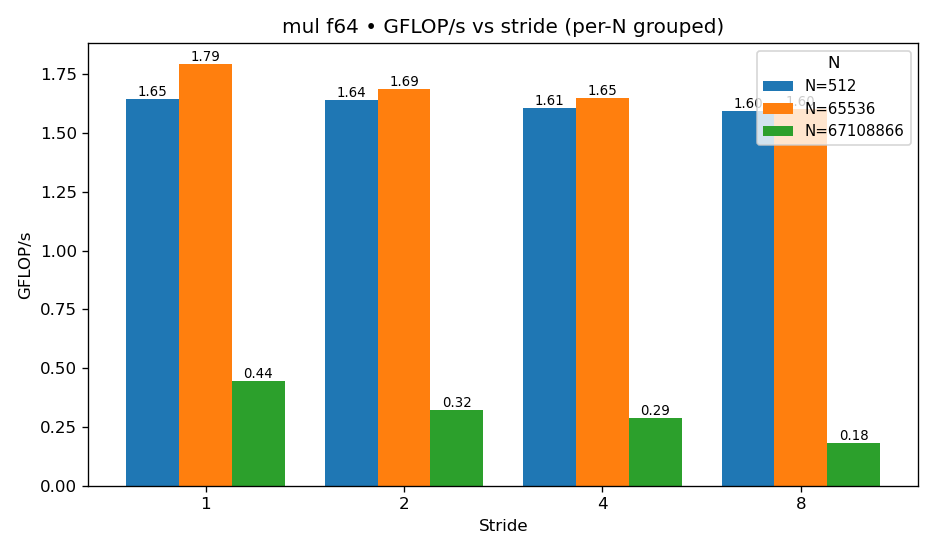 mul f64 • GFLOP/s vs stride (per-N grouped)
GFLOP/s
1.75
1.50
1.25
1.00
0.75
0.50
0.25
0.00
1.65
1.79
0.44
1.64
1.69
0.32
1.61
1.65
0.29
1.60
1.60
0.18
N
N=512
N=65536
N=67108866
1 2 4 8
Stride